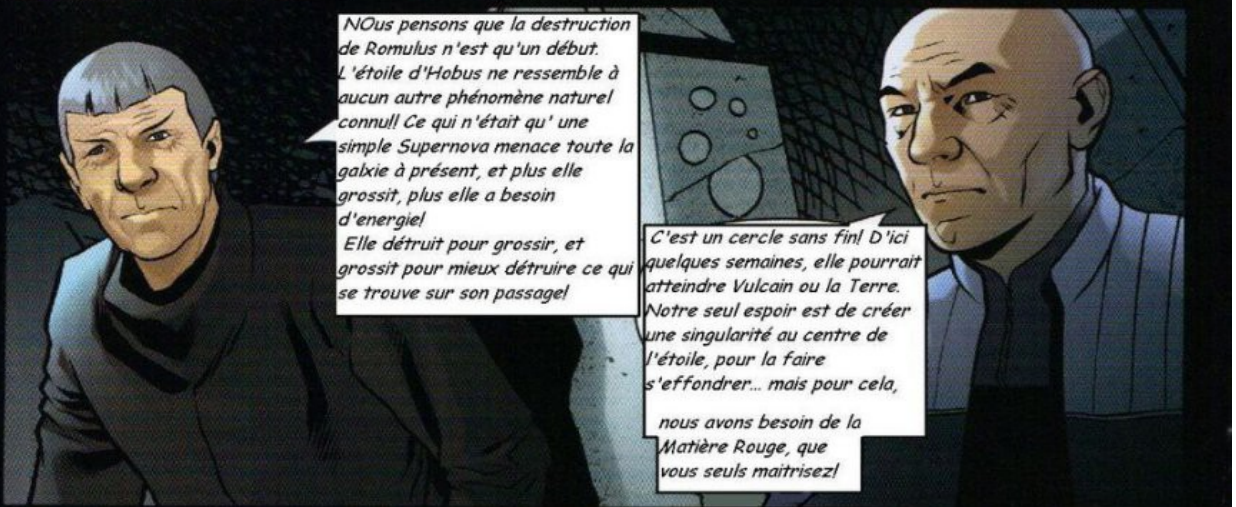 NOus pensons que la destruction
de Romulus n'est qu'un début.
L'étoile d'Hobus ne ressemble à
aucun autre phénomène naturel
connu!! Ce qui n'était qu' une
simple Supernova menace toute la
galxie à présent, et plus elle
grossit, plus elle a besoin
d'energie!
Elle détruit pour grossir, et
grossit pour mieux détruire ce qui
se trouve sur son passage!
C'est un cercle sans fin! D'ici
quelques semaines, elle pourrait
atteindre Vulcain ou la Terre.
Notre seul espoir est de créer
une singularité au centre de
l'étoile, pour la faire
s'effondrer... mais pour cela,
nous avons besoin de la
Matière Rouge, que
vous seuls maitrisez!